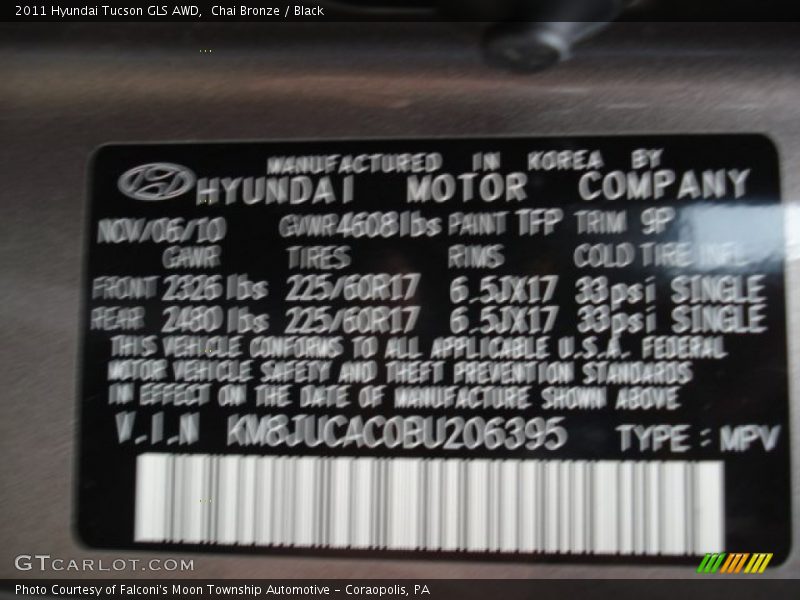 2011 Hyundai Tucson GLS AWD, Chai Bronze / Black
MANUFACTURED IN KOREA BY
HYUNDAI MOTOR COMPANY
NOV/06/10 GVWR 4608 lbs PAINT TFP TRIM 9P
GAWR TIRES RIMS COLD TIRE INFL
FRONT 2326 lbs 225/60R17 6.5JX17 33psi SINGLE
REAR 2480 lbs 225/60R17 6.5JX17 33psi SINGLE
THIS VEHICLE CONFORMS TO ALL APPLICABLE U.S.A. FEDERAL
MOTOR VEHICLE SAFETY AND THEFT PREVENTION STANDARDS
IN EFFECT ON THE DATE OF MANUFACTURE SHOWN ABOVE
V.I.N KM8JUCAC0BU206395 TYPE : MPV
GTCARLOT.COM
Photo Courtesy of Falconi's Moon Township Automotive – Coraopolis, PA